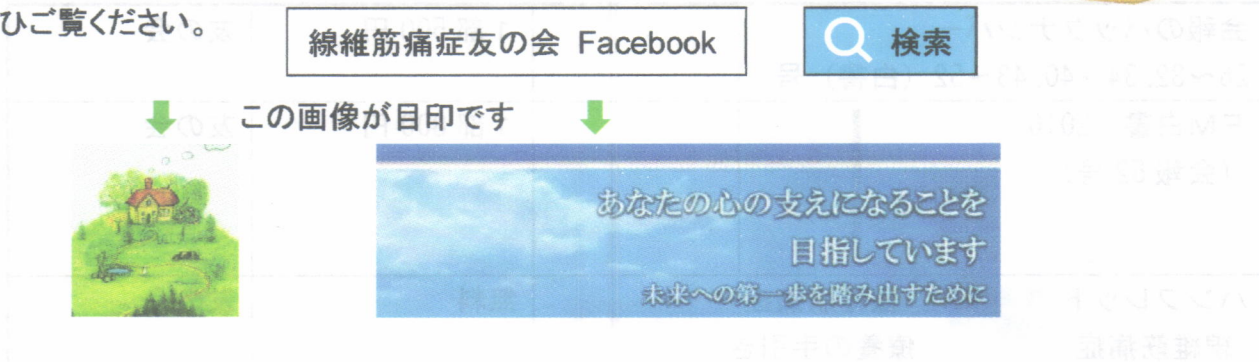 ひご覧ください。
線維筋痛症友の会 Facebook
検索
この画像が目印です
あなたの心の支えになることを
目指しています
未来への第一歩を踏み出すために